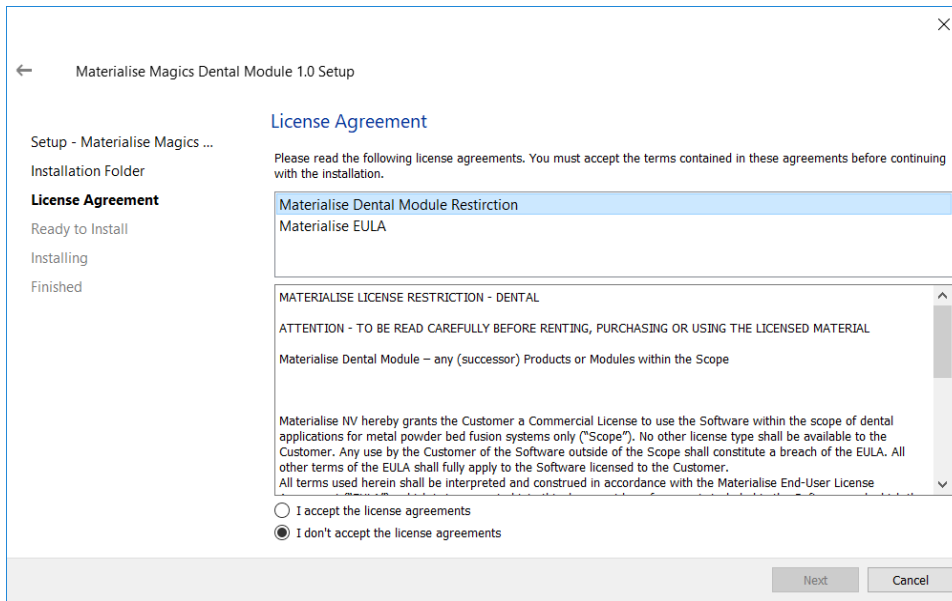 Materialise Magics Dental Module 1.0 Setup
Setup - Materialise Magics ...
Installation Folder
License Agreement
Ready to Install
Installing
Finished
License Agreement
Please read the following license agreements. You must accept the terms contained in these agreements before continuing
with the installation.
Materialise Dental Module Restirction
Materialise EULA
MATERIALISE LICENSE RESTRICTION - DENTAL
ATTENTION - TO BE READ CAREFULLY BEFORE RENTING, PURCHASING OR USING THE LICENSED MATERIAL
Materialise Dental Module – any (successor) Products or Modules within the Scope
Materialise NV hereby grants the Customer a Commercial License to use the Software within the scope of dental
applications for metal powder bed fusion systems only (“Scope”). No other license type shall be available to the
Customer. Any use by the Customer of the Software outside of the Scope shall constitute a breach of the EULA. All
other terms of the EULA shall fully apply to the Software licensed to the Customer.
All terms used herein shall be interpreted and construed in accordance with the Materialise End-User License
I accept the license agreements
I don't accept the license agreements
Next
Cancel